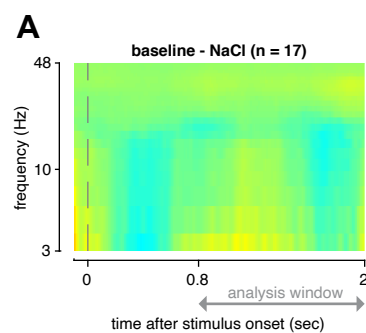 A
baseline - NaCl (n = 17)
48
10
3
frequency (Hz)
0
0.8
2
analysis window
time after stimulus onset (sec)